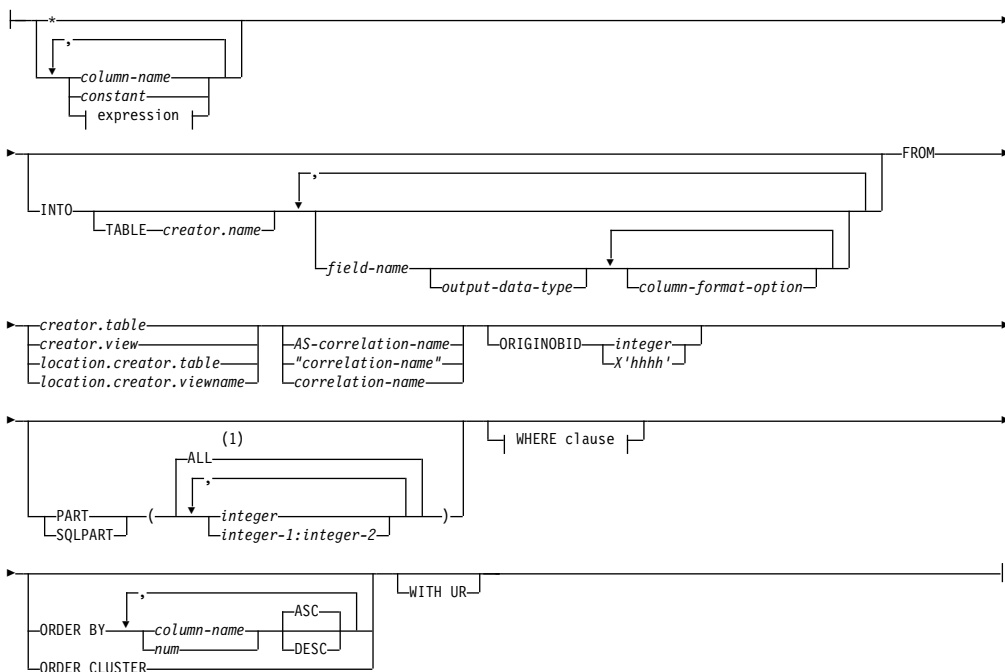 *
,
column-name
constant
expression
FROM
,
INTO
TABLE creator.name
field-name
output-data-type column-format-option
creator.table
creator.view AS-correlation-name ORIGINOBID integer
location.creator.table "correlation-name" X'hhhh'
location.creator.viewname correlation-name
(1) WHERE clause
ALL
,
PART ( integer )
SQLPART integer-1:integer-2
, WITH UR
ASC
ORDER BY column-name
num DESC
ORDER CLUSTER